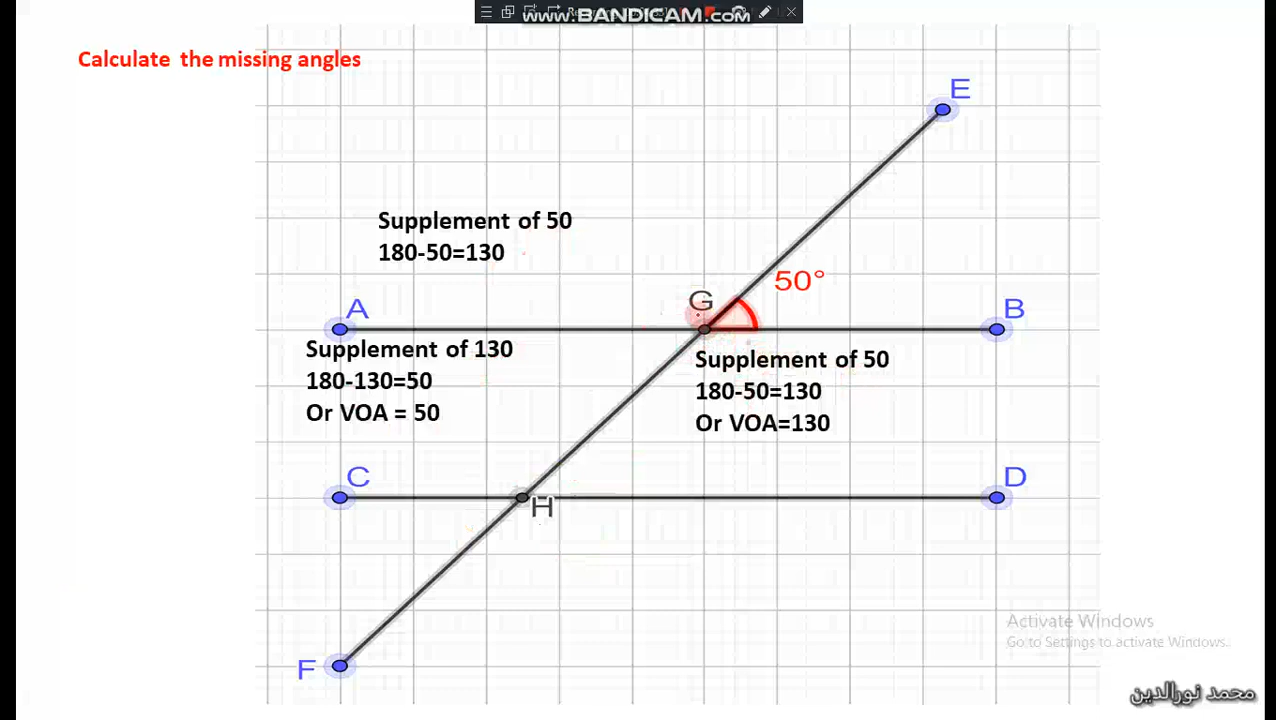 www.BANDICAM.com
Calculate the missing angles
E
Supplement of 50
180-50=130
50°
G
A
B
Supplement of 130
180-130=50
Or VOA = 50
Supplement of 50
180-50=130
Or VOA=130
C
D
H
F
Activate Windows
Go to Settings to activate Windows.
محمد نورالدين